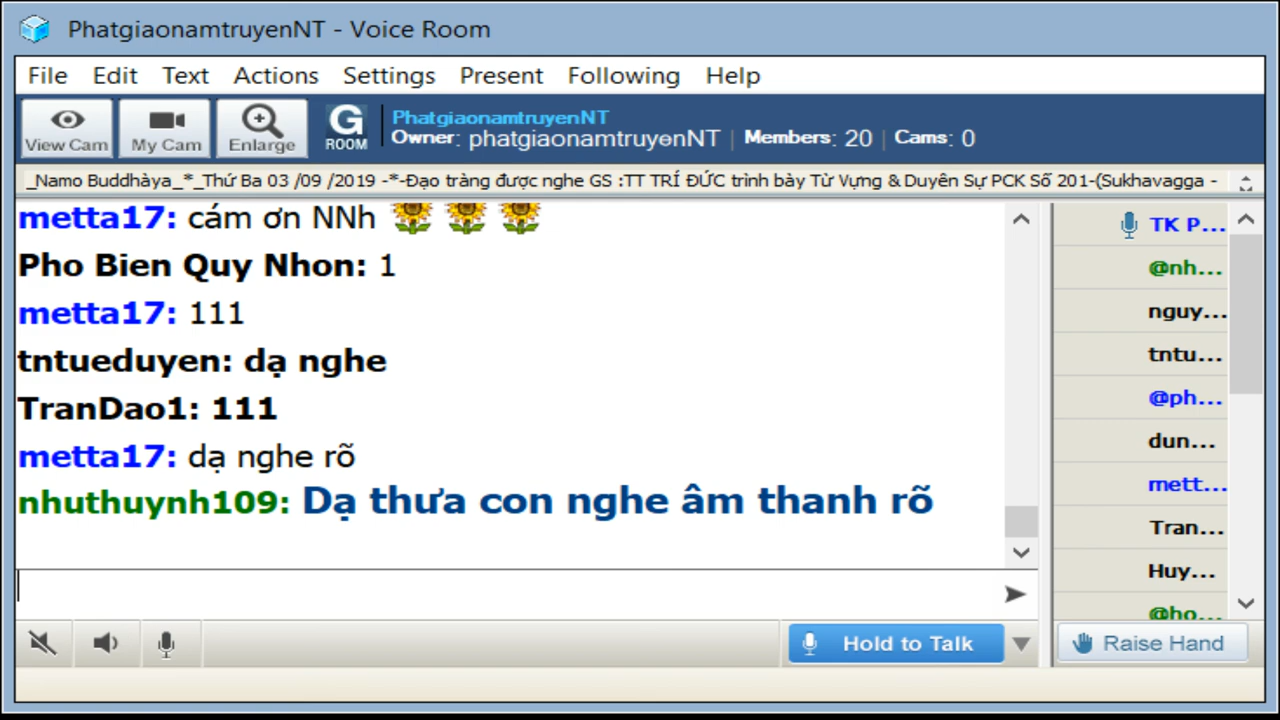 PhatgiaonamtruyenNT - Voice Room
File Edit Text Actions Settings Present Following Help
View Cam My Cam Enlarge G ROOM
PhatgiaonamtruyenNT
Owner: phatgiaonamtruyenNT | Members: 20 | Cams: 0
_Namo Buddhàya_*_Thứ Ba 03 /09 /2019 -*-Đạo tràng được nghe GS :TT TRÍ ĐỨC trình bày Từ Vựng & Duyên Sự PCK Số 201-(Sukhavagga -
metta17: cám ơn NNh
Pho Bien Quy Nhon: 1
metta17: 111
tntueduyen: dạ nghe
TranDao1: 111
metta17: dạ nghe rõ
nhuthuynh109: Dạ thưa con nghe âm thanh rõ
TK P...
@nh...
nguy...
tntu...
@ph...
dun...
mett...
Tran...
Huy...
@ho...
Hold to Talk
Raise Hand